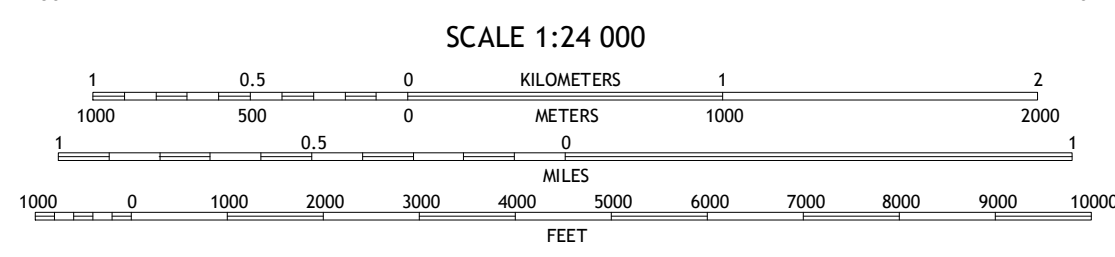 SCALE 1:24 000
1 0.5 0 KILOMETERS 1 2
1000 500 0 METERS 1000 2000
1 0.5 0 1
MILES
1000 0 1000 2000 3000 4000 5000 6000 7000 8000 9000 10000
FEET